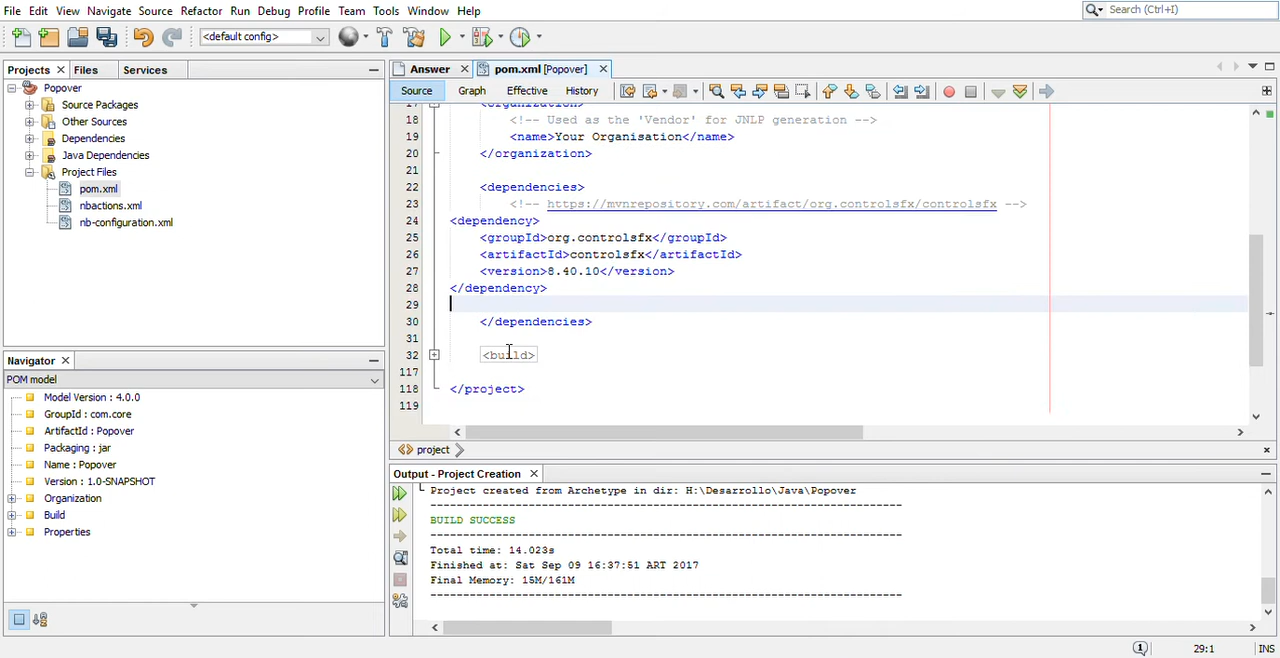 File Edit View Navigate Source Refactor Run Debug Profile Team Tools Window Help
Search (Ctrl+I)
<default config>
Projects Files Services
Answer pom.xml [Popover]
Source Graph Effective History
Popover
Source Packages
Other Sources
Dependencies
Java Dependencies
Project Files
pom.xml
nbactions.xml
nb-configuration.xml
17 <organization>
18 <!-- Used as the 'Vendor' for JNLP generation -->
19 <name>Your Organisation</name>
20 </organization>
21
22 <dependencies>
23 <!-- https://mvnrepository.com/artifact/org.controlsfx/controlsfx -->
24 <dependency>
25 <groupId>org.controlsfx</groupId>
26 <artifactId>controlsfx</artifactId>
27 <version>8.40.10</version>
28 </dependency>
29
30 </dependencies>
31
32 <build>
117
118 </project>
119
project
Navigator
POM model
Model Version : 4.0.0
GroupId : com.core
ArtifactId : Popover
Packaging : jar
Name : Popover
Version : 1.0-SNAPSHOT
Organization
Build
Properties
Output - Project Creation
Project created from Archetype in dir: H:\Desarrollo\Java\Popover
------------------------------------------------------------------------
BUILD SUCCESS
------------------------------------------------------------------------
Total time: 14.023s
Finished at: Sat Sep 09 16:37:51 ART 2017
Final Memory: 15M/161M
------------------------------------------------------------------------
1
29:1
INS